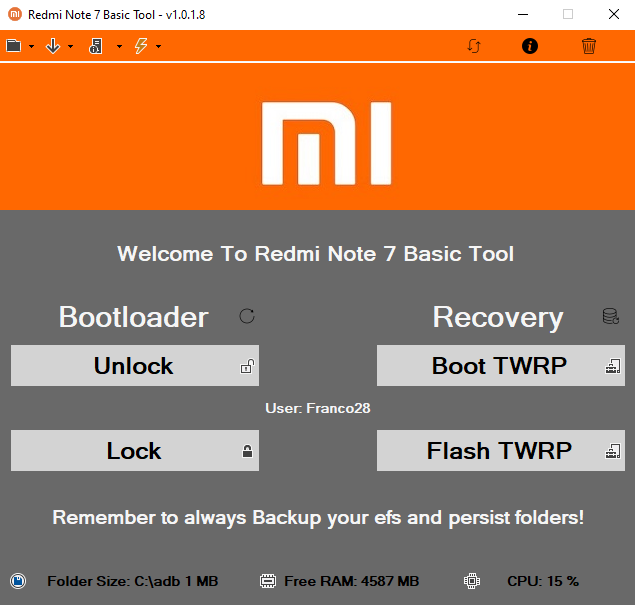 Redmi Note 7 Basic Tool - v1.0.1.8
Welcome To Redmi Note 7 Basic Tool
Bootloader
Recovery
Unlock
Boot TWRP
User: Franco28
Lock
Flash TWRP
Remember to always Backup your efs and persist folders!
Folder Size: C:\adb 1 MB
Free RAM: 4587 MB
CPU: 15 %